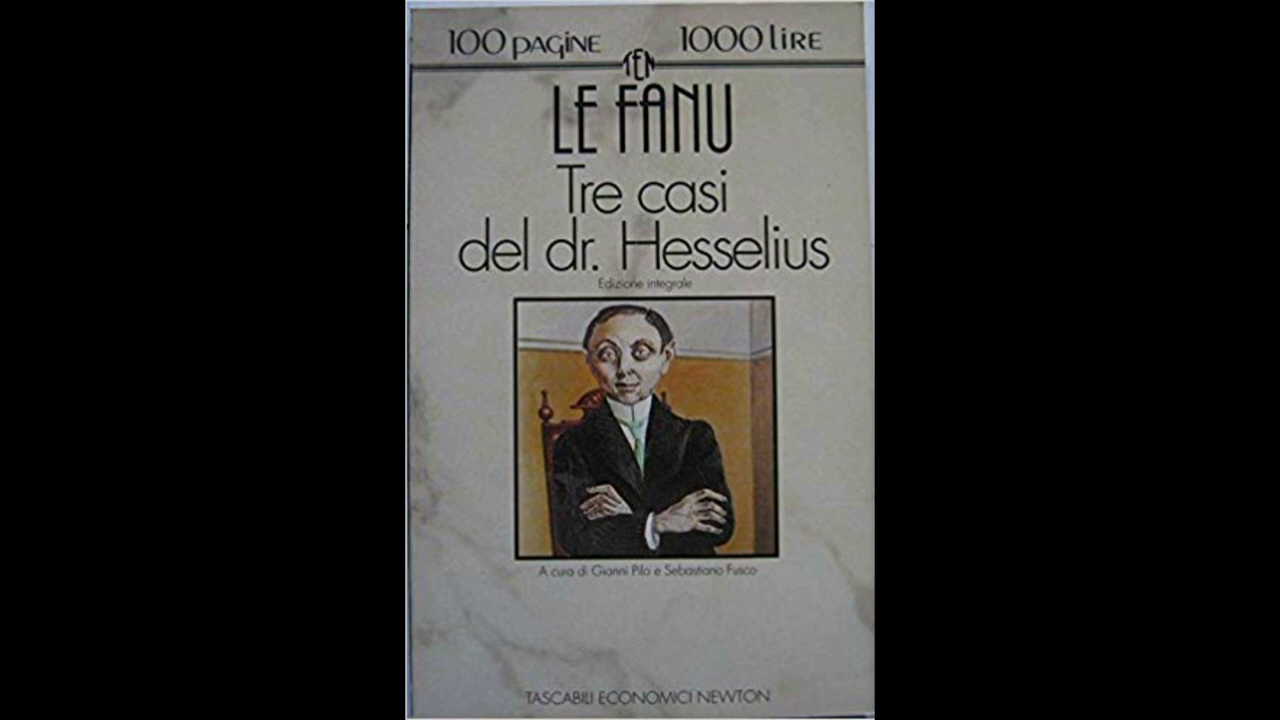 100 PAGINE 1000 LIRE
TEN
LE FANU
Tre casi
del dr. Hesselius
Edizione integrale
A cura di Gianni Pilo e Sebastiano Fusco
TASCABILI ECONOMICI NEWTON